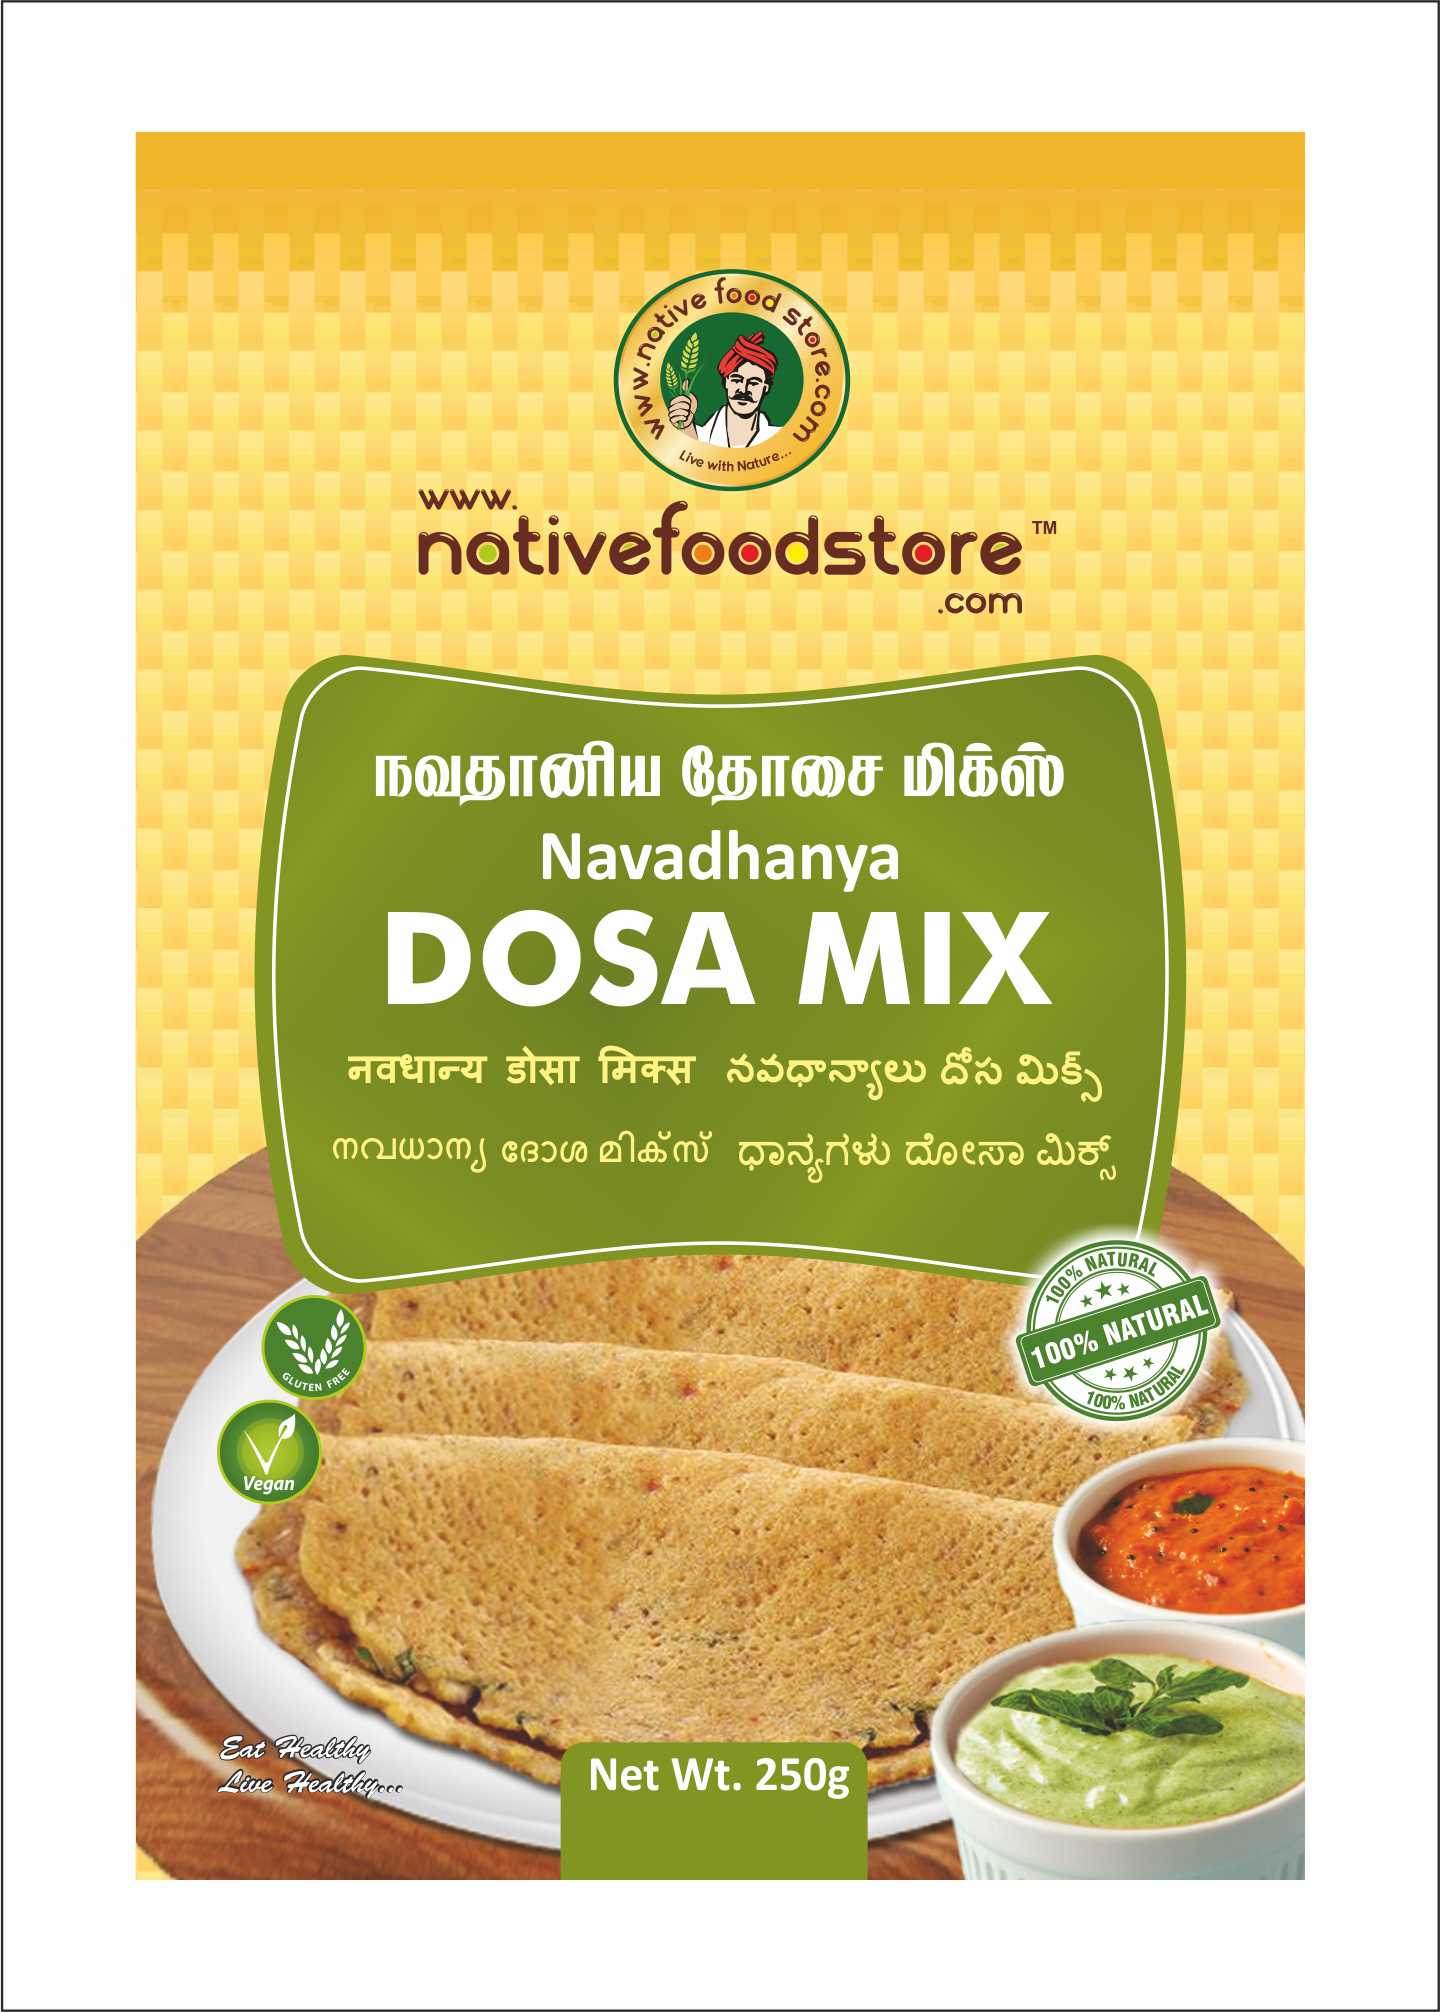 www.native food store.com
Live with Nature...
www.
nativefoodstore™
.com
நவதானிய தோசை மிக்ஸ்
Navadhanya
DOSA MIX
नवधान्य डोसा मिक्स నవధాన్యాలు దోస మిక్స్
നവധാന്യ ദോശ മിക്സ് ಧಾನ್ಯಗಳು ದೋಸಾ ಮಿಕ್ಸ್
100% NATURAL
100% NATURAL
100% NATURAL
GLUTEN FREE
Vegan
Eat Healthy
Live Healthy...
Net Wt. 250g